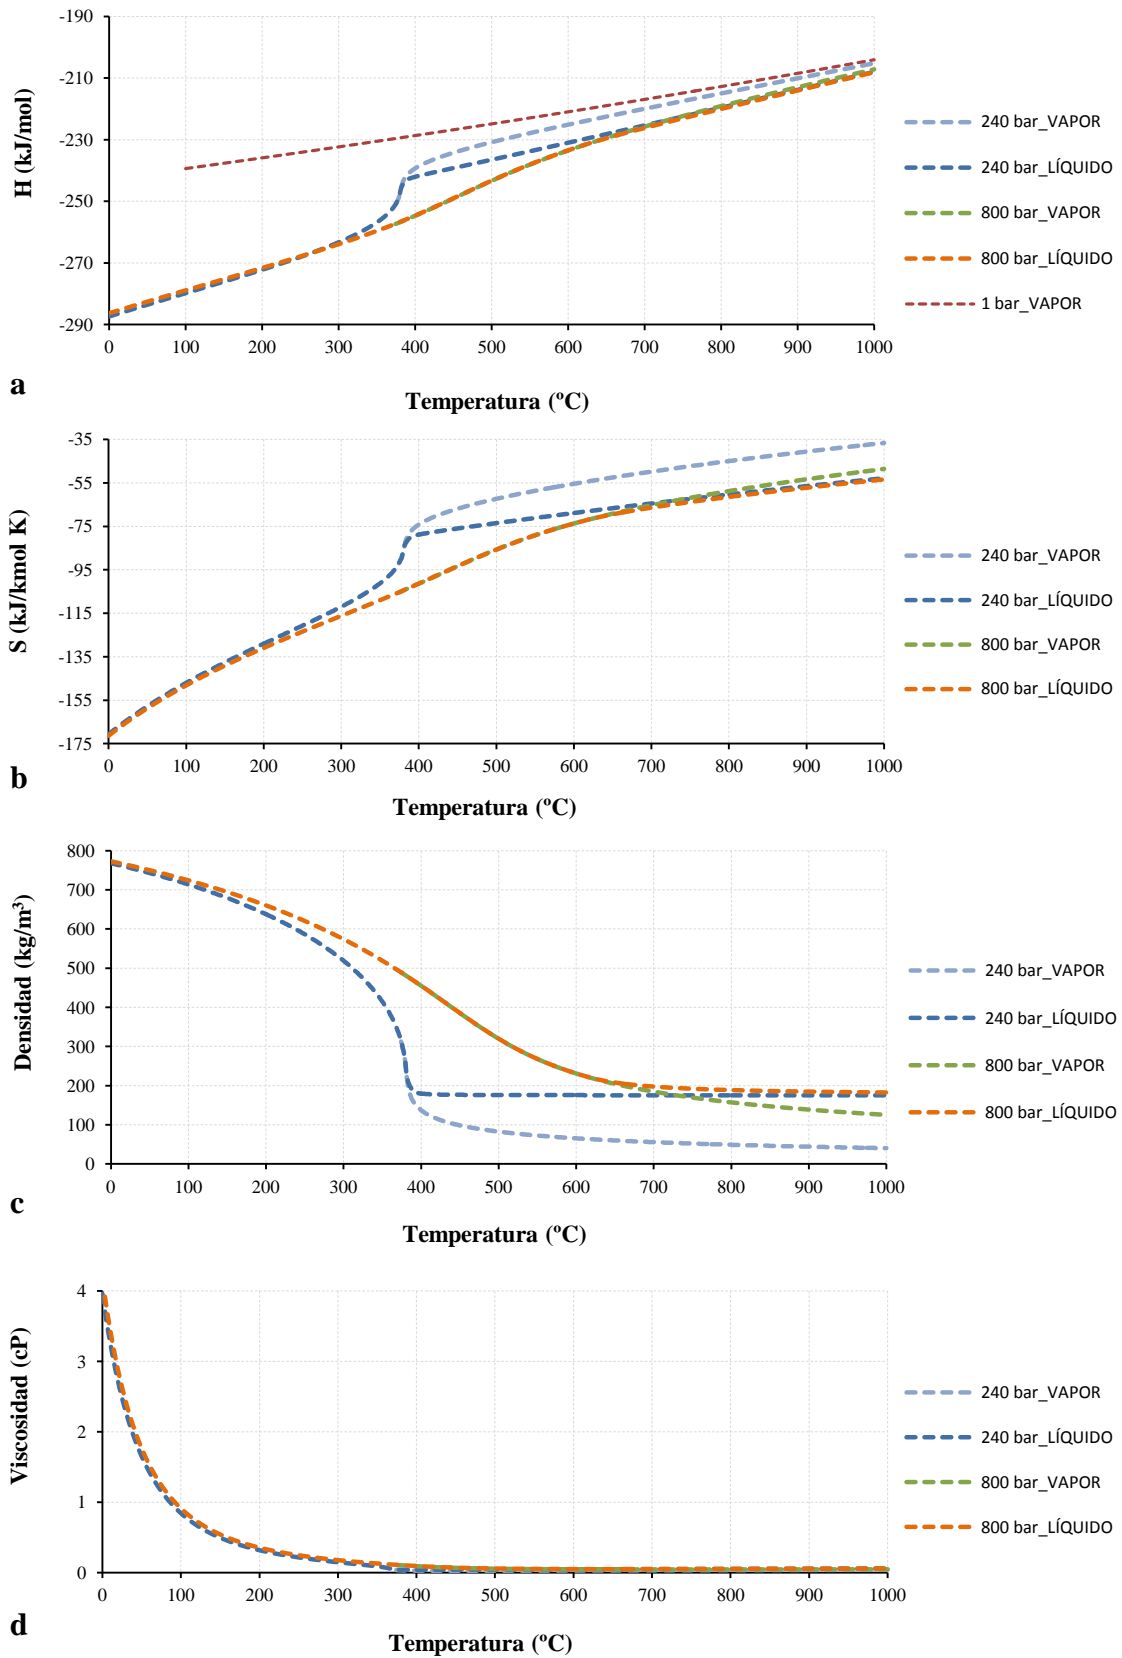 -190
-210
-230
-250
-270
-290
H (kJ/mol)
0 100 200 300 400 500 600 700 800 900 1000
Temperatura (ºC)
240 bar_VAPOR
240 bar_LÍQUIDO
800 bar_VAPOR
800 bar_LÍQUIDO
1 bar_VAPOR
a
-35
-55
-75
-95
-115
-135
-155
-175
S (kJ/kmol K)
0 100 200 300 400 500 600 700 800 900 1000
Temperatura (ºC)
240 bar_VAPOR
240 bar_LÍQUIDO
800 bar_VAPOR
800 bar_LÍQUIDO
b
800
700
600
500
400
300
200
100
0
Densidad (kg/m³)
0 100 200 300 400 500 600 700 800 900 1000
Temperatura (ºC)
240 bar_VAPOR
240 bar_LÍQUIDO
800 bar_VAPOR
800 bar_LÍQUIDO
c
4
3
2
1
0
Viscosidad (cP)
0 100 200 300 400 500 600 700 800 900 1000
Temperatura (ºC)
240 bar_VAPOR
240 bar_LÍQUIDO
800 bar_VAPOR
800 bar_LÍQUIDO
d